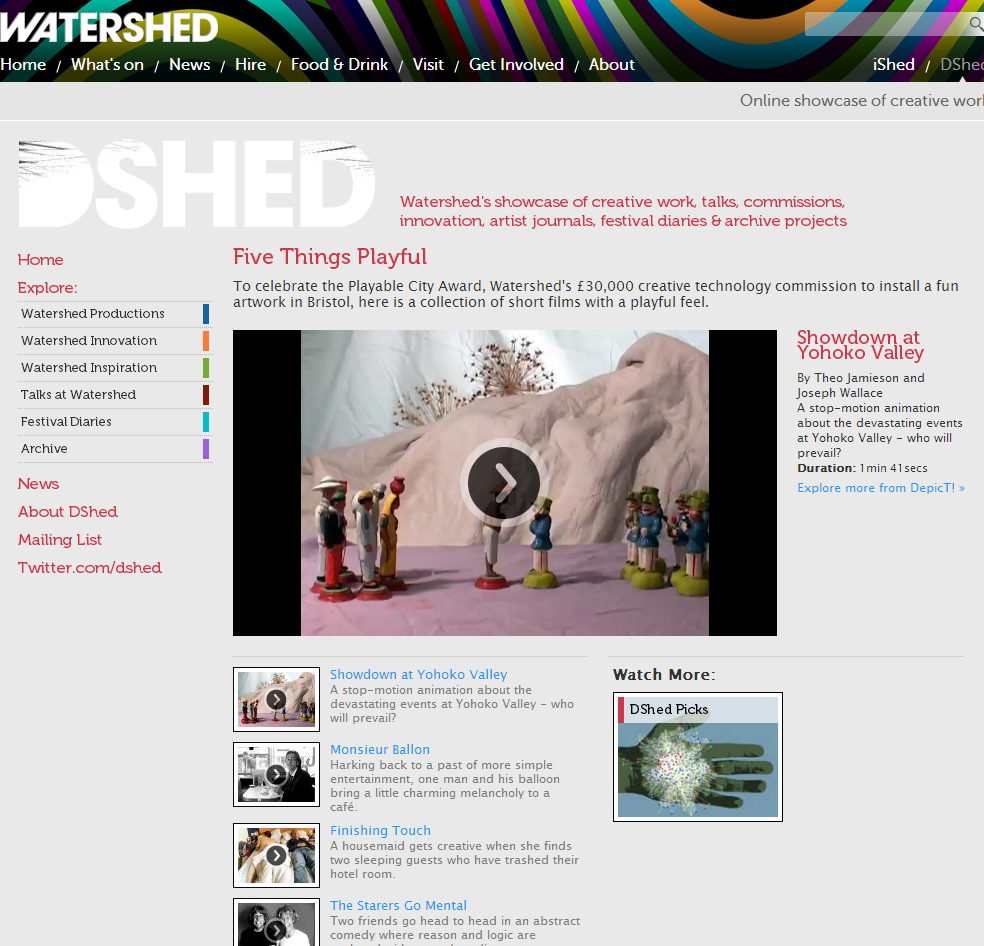 WATERSHED
Home / What's on / News / Hire / Food & Drink / Visit / Get Involved / About
iShed / DShed
Online showcase of creative work
DSHED
Watershed's showcase of creative work, talks, commissions,
innovation, artist journals, festival diaries & archive projects
Home
Explore:
Watershed Productions
Watershed Innovation
Watershed Inspiration
Talks at Watershed
Festival Diaries
Archive
News
About DShed
Mailing List
Twitter.com/dshed
Five Things Playful
To celebrate the Playable City Award, Watershed's £30,000 creative technology commission to install a fun
artwork in Bristol, here is a collection of short films with a playful feel.
Showdown at
Yohoko Valley
By Theo Jamieson and
Joseph Wallace
A stop-motion animation
about the devastating events
at Yohoko Valley - who will
prevail?
Duration: 1min 41secs
Explore more from DepicT! »
Showdown at Yohoko Valley
A stop-motion animation about the
devastating events at Yohoko Valley - who
will prevail?
Monsieur Ballon
Harking back to a past of more simple
entertainment, one man and his balloon
bring a little charming melancholy to a
café.
Finishing Touch
A housemaid gets creative when she finds
two sleeping guests who have trashed their
hotel room.
The Starers Go Mental
Two friends go head to head in an abstract
comedy where reason and logic are
Watch More:
DShed Picks